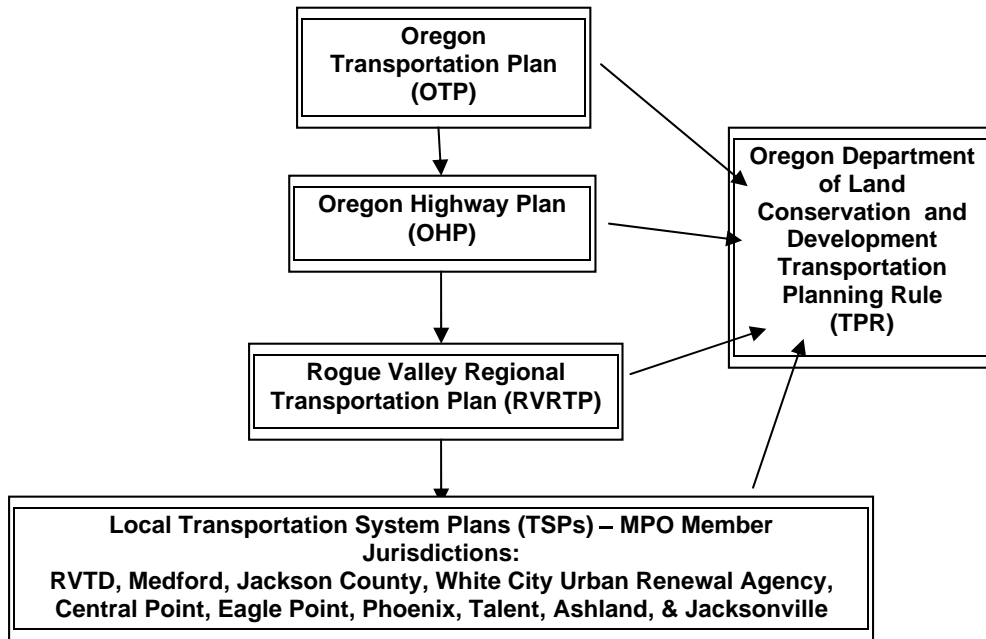 Oregon
Transportation Plan
(OTP)
Oregon Highway Plan
(OHP)
Rogue Valley Regional
Transportation Plan (RVRTP)
Local Transportation System Plans (TSPs) – MPO Member
Jurisdictions:
RVTD, Medford, Jackson County, White City Urban Renewal Agency,
Central Point, Eagle Point, Phoenix, Talent, Ashland, & Jacksonville
Oregon Department
of Land
Conservation and
Development
Transportation
Planning Rule
(TPR)